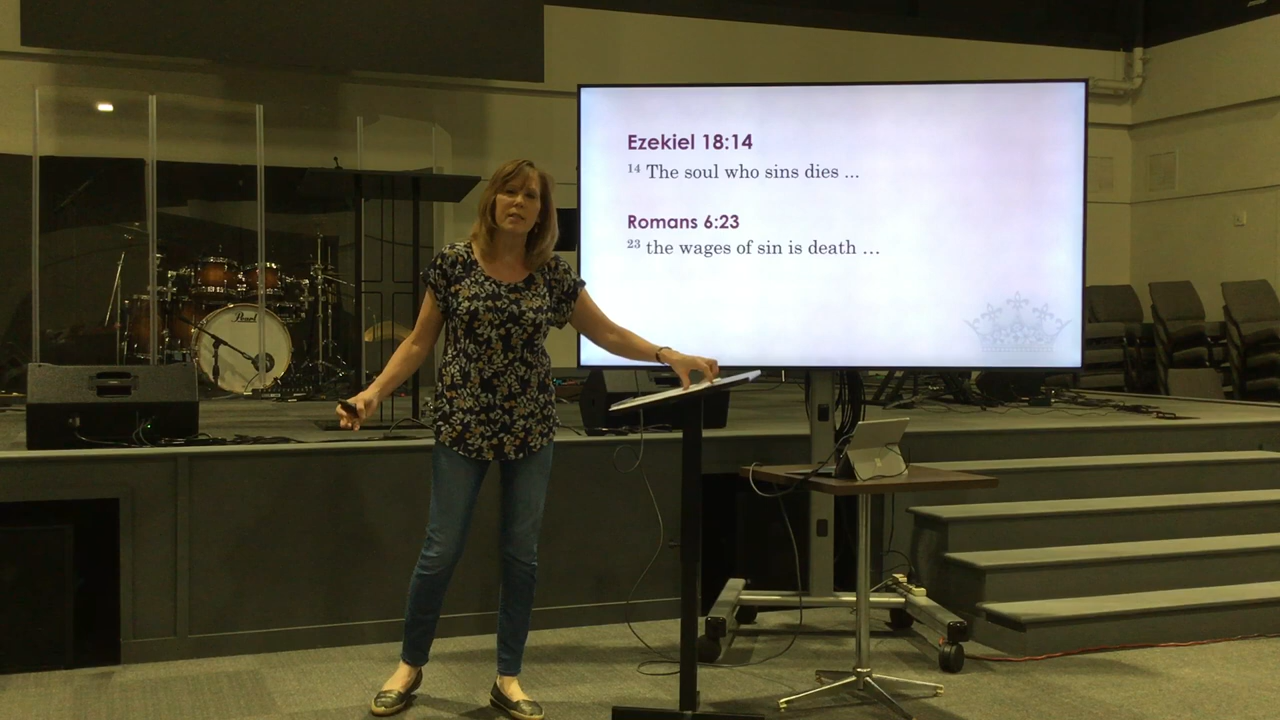 Ezekiel 18:14
14 The soul who sins dies ...
Romans 6:23
23 the wages of sin is death ...
Pearl